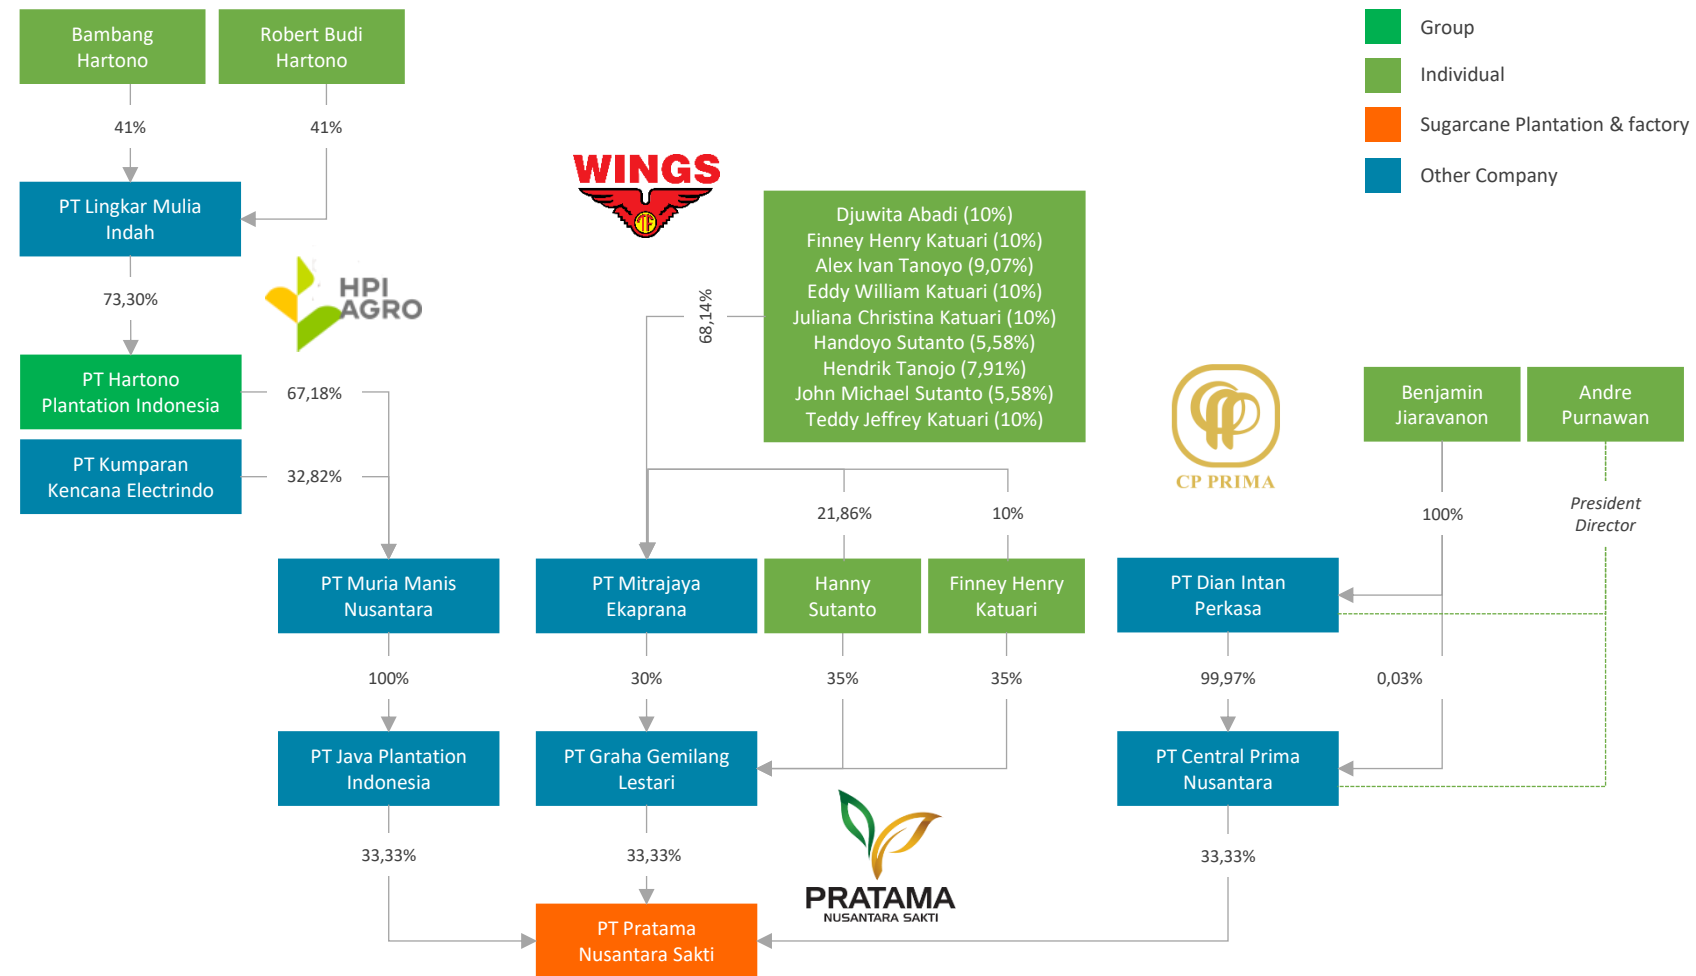 Bambang
Hartono
Robert Budi
Hartono
Group
Individual
Sugarcane Plantation & factory
Other Company
41%
41%
PT Lingkar Mulia
Indah
73,30%
HPI
AGRO
WINGS
Djuwita Abadi (10%)
Finney Henry Katuari (10%)
Alex Ivan Tanoyo (9,07%)
Eddy William Katuari (10%)
Juliana Christina Katuari (10%)
Handoyo Sutanto (5,58%)
Hendrik Tanojo (7,91%)
John Michael Sutanto (5,58%)
Teddy Jeffrey Katuari (10%)
68,14%
PT Hartono
Plantation Indonesia
67,18%
PT Kumparan
Kencana Electrindo
32,82%
CP PRIMA
Benjamin
Jiaravanon
Andre
Purnawan
21,86%
10%
100%
President
Director
PT Muria Manis
Nusantara
PT Mitrajaya
Ekaprana
Hanny
Sutanto
Finney Henry
Katuari
PT Dian Intan
Perkasa
100%
30%
35%
35%
99,97%
0,03%
PT Java Plantation
Indonesia
PT Graha Gemilang
Lestari
PT Central Prima
Nusantara
33,33%
33,33%
33,33%
PRATAMA
NUSANTARA SAKTI
PT Pratama
Nusantara Sakti